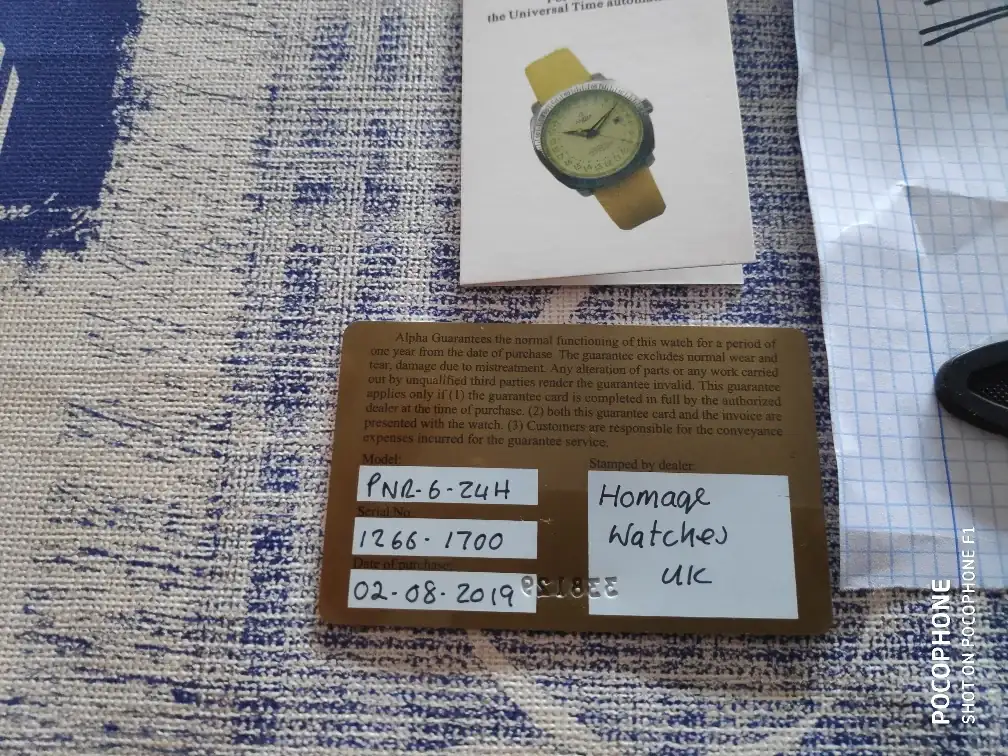 the Universal Time
Alpha Guarantees the normal functioning of this watch for a period of
one year from the date of purchase. The guarantee excludes normal wear and
tear, damage due to mistreatment. Any alteration of parts or any work carried
out by unqualified third parties render the guarantee invalid. This guarantee
applies only if (1) the guarantee card is completed in full by the authorized
dealer at the time of purchase. (2) both this guarantee card and the invoice are
presented with the watch. (3) Customers are responsible for the conveyance
expenses incurred for the guarantee service.
Model:
PNR-6-24H
Serial No.
1266-1700
Date of purchase:
02-08-2019
Stamped by dealer:
Homage
Watches
UK
338129
POCOPHONE
SHOT ON POCOPHONE F1